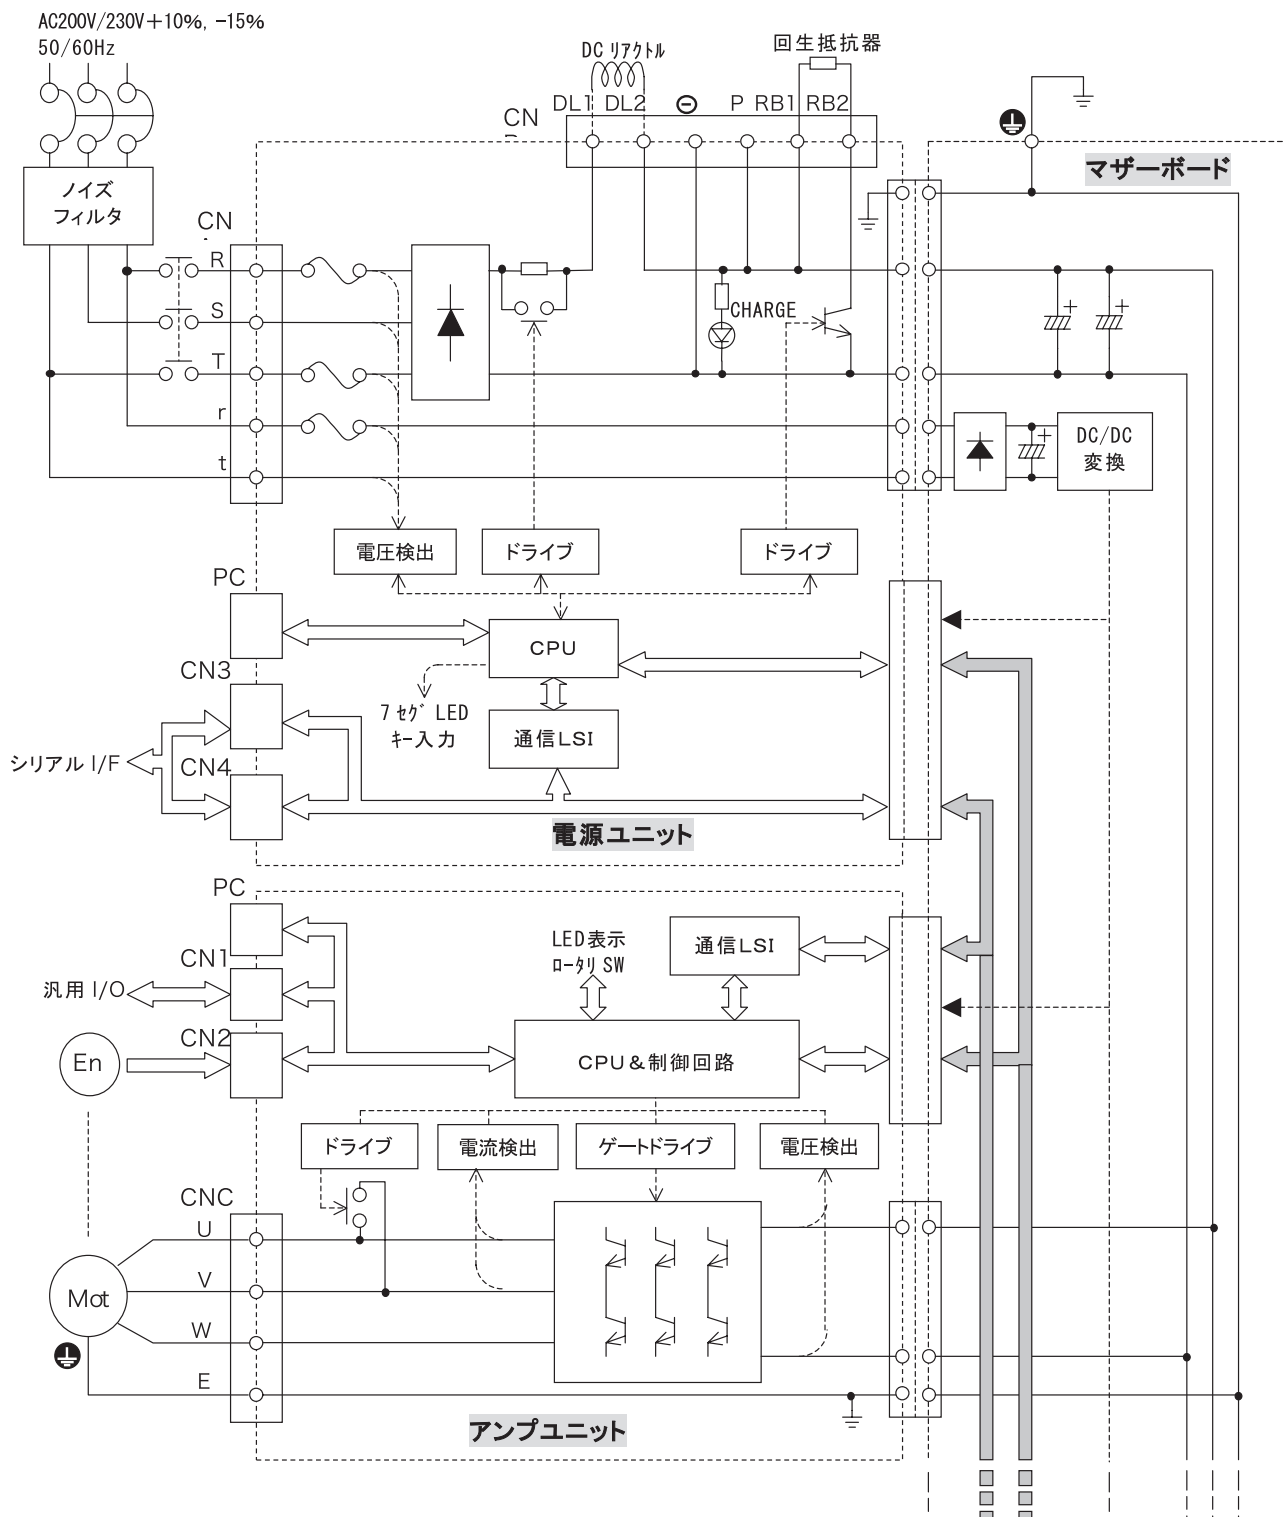 AC200V/230V+10%, -15%
50/60Hz
DC リアクトル
回生抵抗器
CN
DL1 DL2 ⊖ P RB1 RB2
マザーボード
ノイズ
フィルタ
CN
R
S
T
r
t
CHARGE
+
+
+
DC/DC
変換
電圧検出
ドライブ
ドライブ
PC
CPU
CN3
7 セグ LED
キー入力
通信LSI
シリアル I/F
CN4
電源ユニット
PC
CN1
LED表示
ロータリ SW
通信LSI
汎用 I/O
CN2
En
CPU&制御回路
ドライブ
電流検出
ゲートドライブ
電圧検出
CNC
U
V
Mot
W
E
アンプユニット